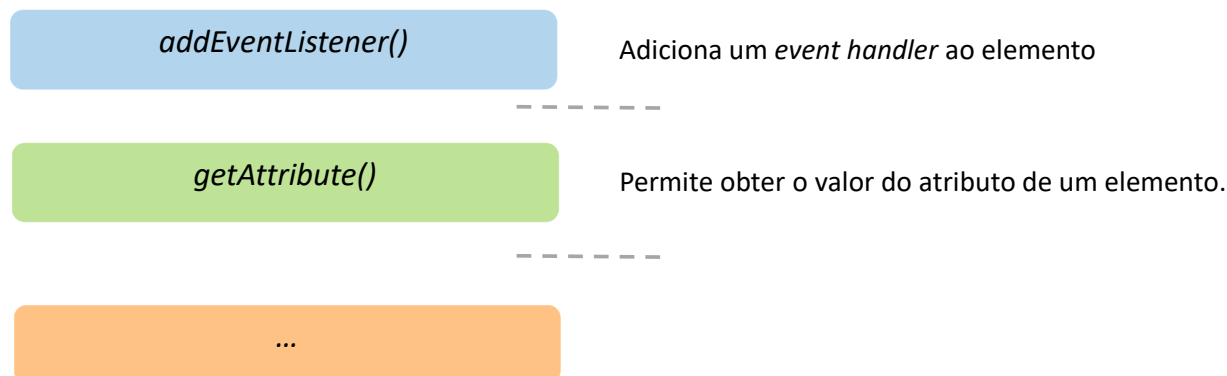 addEventListener()
Adiciona um event handler ao elemento
getAttribute()
Permite obter o valor do atributo de um elemento.
...